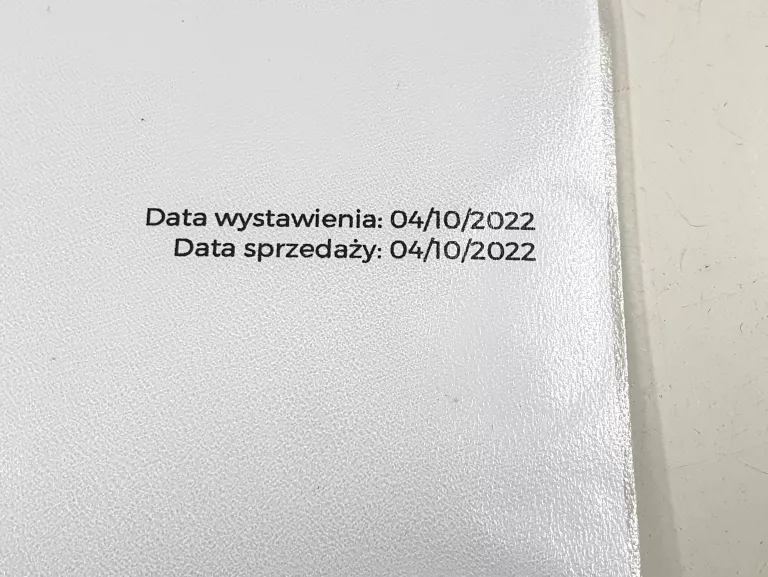 Data wystawienia: 04/10/2022
Data sprzedaży: 04/10/2022